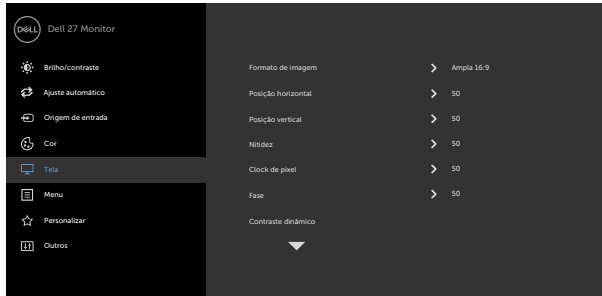 DELL Dell 27 Monitor
Brilho/contraste
Ajuste automático
Origem de entrada
Cor
Tela
Menu
Personalizar
Outros
Formato de imagem Ampla 16:9
Posição horizontal 50
Posição vertical 50
Nitidez 50
Clock de pixel 50
Fase 50
Contraste dinâmico